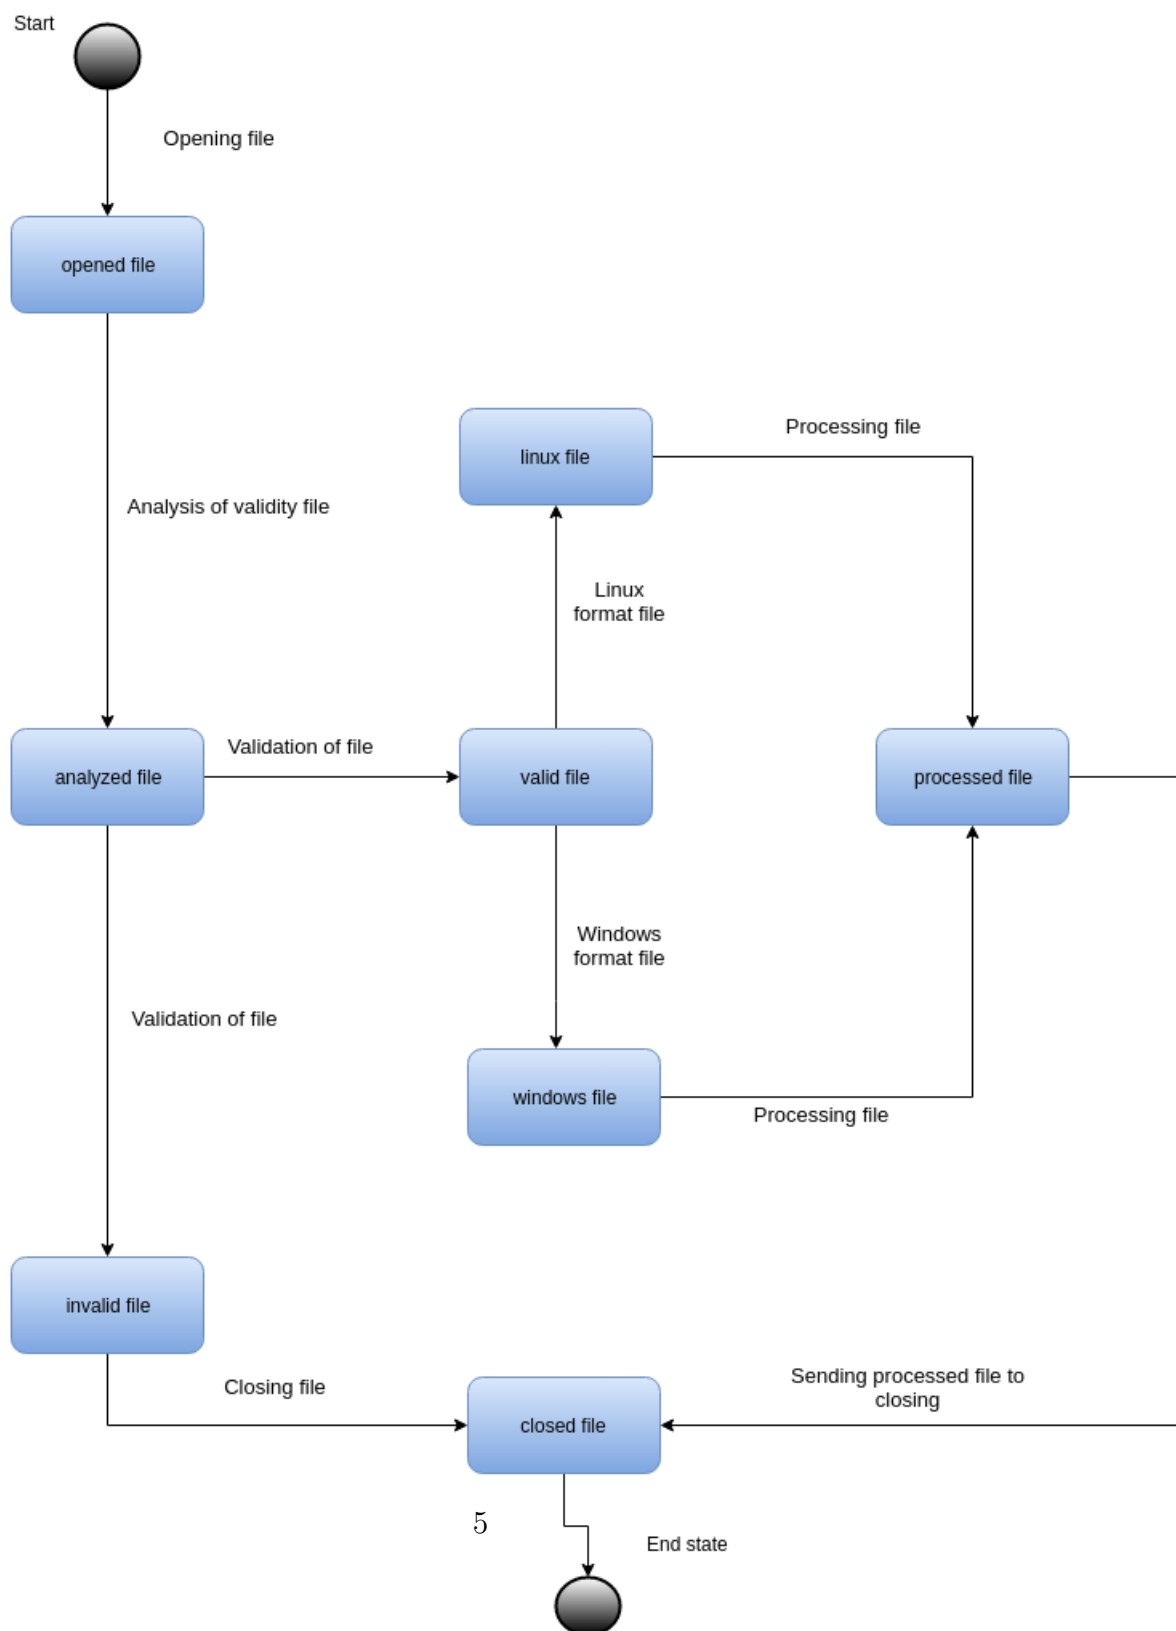 Start
Opening file
opened file
linux file
Processing file
Analysis of validity file
Linux
format file
analyzed file
Validation of file
valid file
processed file
Windows
format file
Validation of file
windows file
Processing file
invalid file
Closing file
closed file
Sending processed file to
closing
5
End state